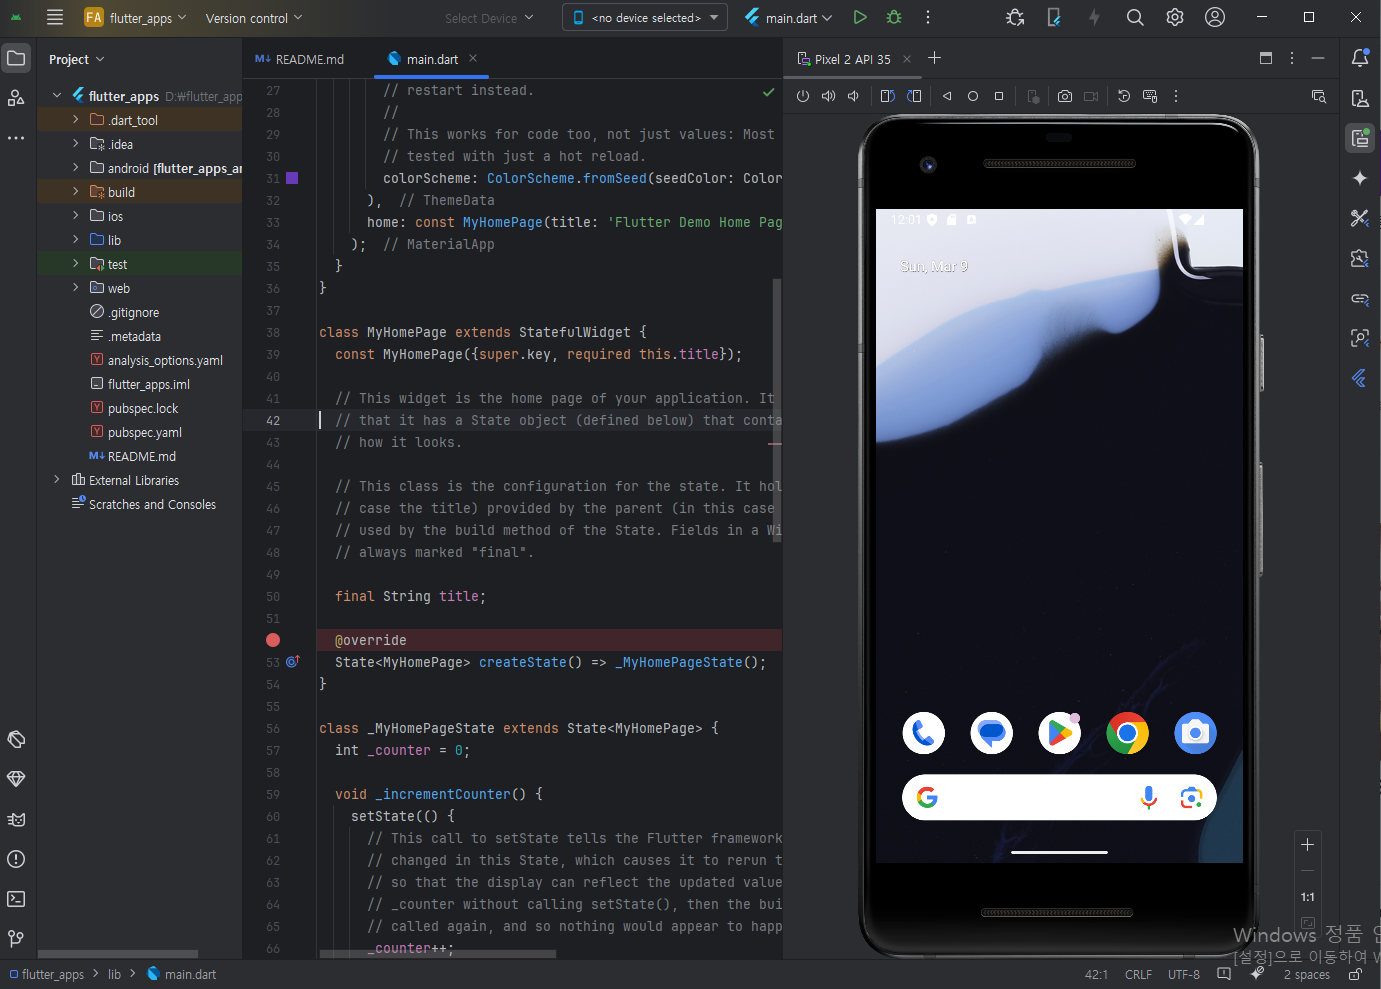 FA flutter_apps Version control Select Device <no device selected> main.dart
Project
README.md main.dart
Pixel 2 API 35
flutter_apps D:₩flutter_app
.dart_tool
.idea
android [flutter_apps_ar
build
ios
lib
test
web
.gitignore
.metadata
analysis_options.yaml
flutter_apps.iml
pubspec.lock
pubspec.yaml
README.md
External Libraries
Scratches and Consoles
27 // restart instead.
28 //
29 // This works for code too, not just values: Most
30 // tested with just a hot reload.
31 colorScheme: ColorScheme.fromSeed(seedColor: Color
32 ), // ThemeData
33 home: const MyHomePage(title: 'Flutter Demo Home Pag
34 ); // MaterialApp
35 }
36 }
37
38 class MyHomePage extends StatefulWidget {
39 const MyHomePage({super.key, required this.title});
40
41 // This widget is the home page of your application. It
42 // that it has a State object (defined below) that conta
43 // how it looks.
44
45 // This class is the configuration for the state. It hol
46 // case the title) provided by the parent (in this case
47 // used by the build method of the State. Fields in a Wi
48 // always marked "final".
49
50 final String title;
51
@override
53 State<MyHomePage> createState() => _MyHomePageState();
54 }
55
56 class _MyHomePageState extends State<MyHomePage> {
57 int _counter = 0;
58
59 void _incrementCounter() {
60 setState(() {
61 // This call to setState tells the Flutter framework
62 // changed in this State, which causes it to rerun t
63 // so that the display can reflect the updated value
64 // _counter without calling setState(), then the bui
65 // called again, and so nothing would appear to happ
66 _counter++;
12:01
Sun, Mar 9
1:1
Windows 정품 인
[설정]으로 이동하여 W
flutter_apps > lib > main.dart
42:1 CRLF UTF-8 2 spaces